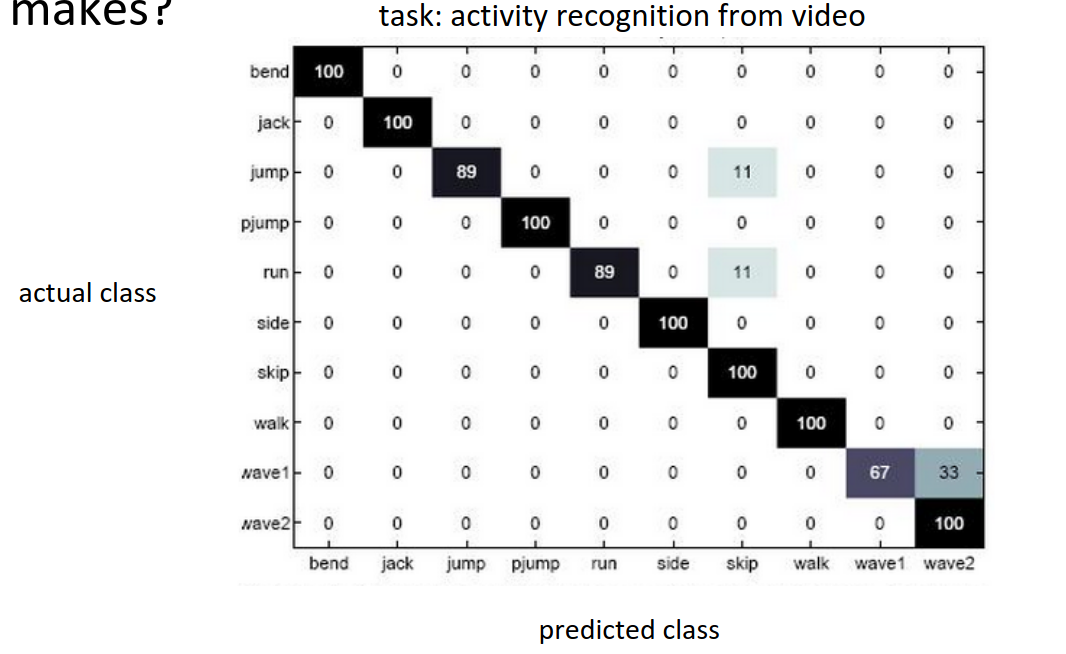 makes?
task: activity recognition from video
bend 100 0 0 0 0 0 0 0 0 0
jack 0 100 0 0 0 0 0 0 0 0
jump 0 0 89 0 0 0 11 0 0 0
pjump 0 0 0 100 0 0 0 0 0 0
run 0 0 0 0 89 0 11 0 0 0
actual class
side 0 0 0 0 0 100 0 0 0 0
skip 0 0 0 0 0 0 100 0 0 0
walk 0 0 0 0 0 0 0 100 0 0
wave1 0 0 0 0 0 0 0 0 67 33
wave2 0 0 0 0 0 0 0 0 0 100
bend jack jump pjump run side skip walk wave1 wave2
predicted class